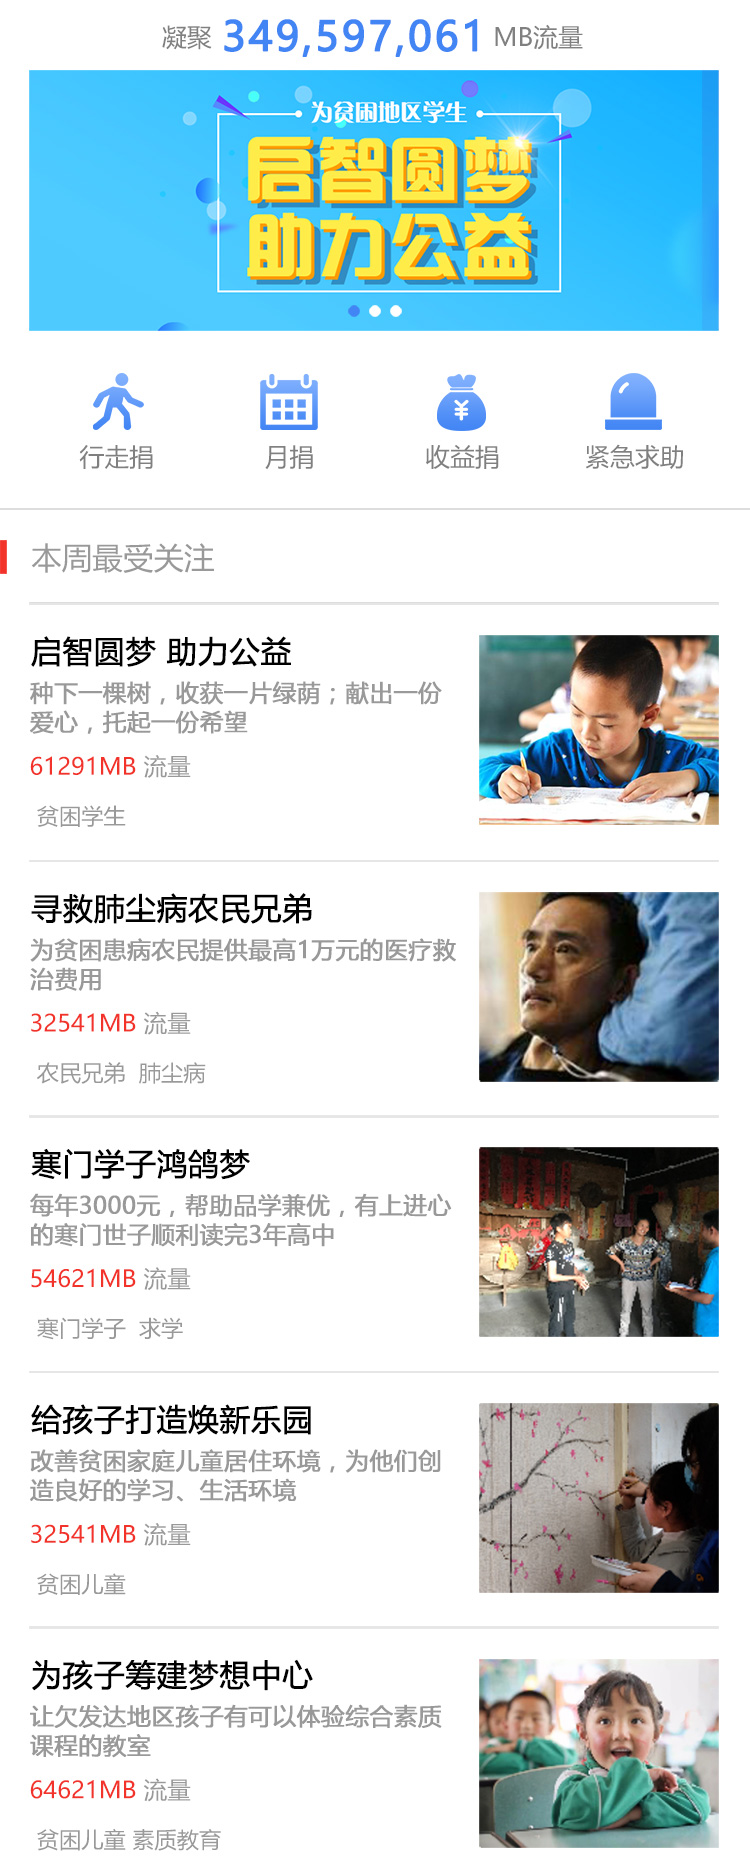 凝聚 349,597,061 MB流量
为贫困地区学生
启智圆梦
助力公益
行走捐 月捐 收益捐 紧急求助
本周最受关注
启智圆梦 助力公益
种下一棵树，收获一片绿荫；献出一份
爱心，托起一份希望
61291MB 流量
贫困学生
寻救肺尘病农民兄弟
为贫困患病农民提供最高1万元的医疗救
治费用
32541MB 流量
农民兄弟 肺尘病
寒门学子鸿鸽梦
每年3000元，帮助品学兼优，有上进心
的寒门世子顺利读完3年高中
54621MB 流量
寒门学子 求学
给孩子打造焕新乐园
改善贫困家庭儿童居住环境，为他们创
造良好的学习、生活环境
32541MB 流量
贫困儿童
为孩子筹建梦想中心
让欠发达地区孩子有可以体验综合素质
课程的教室
64621MB 流量
贫困儿童 素质教育